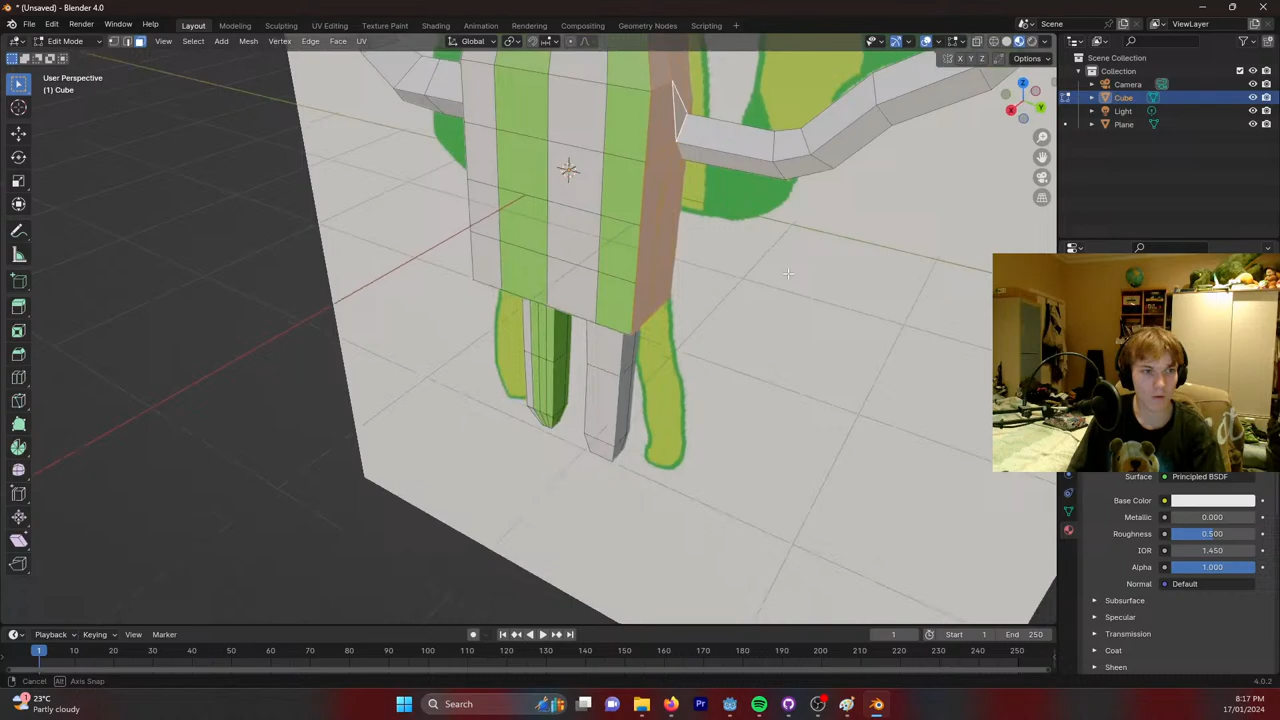 * (Unsaved) - Blender 4.0
File Edit Render Window Help Layout Modeling Sculpting UV Editing Texture Paint Shading Animation Rendering Compositing Geometry Nodes Scripting + Scene ViewLayer
Edit Mode View Select Add Mesh Vertex Edge Face UV Global
X Y Z Options
User Perspective
(1) Cube
Z
Y
X
Scene Collection
Collection
Camera
Cube
Light
Plane
Surface Principled BSDF
Base Color
Metallic 0.000
Roughness 0.500
IOR 1.450
Alpha 1.000
Normal Default
Subsurface
Specular
Transmission
Coat
Sheen
Playback Keying View Marker 1 Start 1 End 250
1 10 20 30 40 50 60 70 80 90 100 110 120 130 140 150 160 170 180 190 200 210 220 230 240 250
Cancel Alt Axis Snap 4.0.2
23°C
Partly cloudy
Search
8:17 PM
17/01/2024